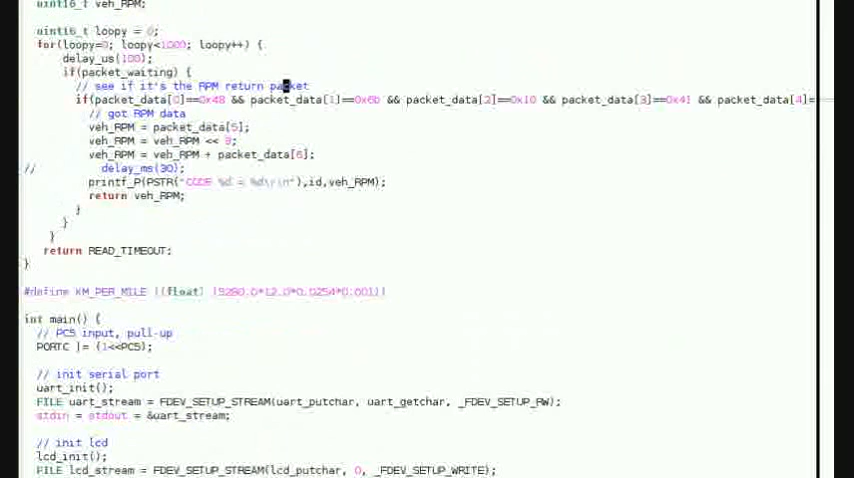 uint16_t veh_RPM;
uint16_t loopy = 0;
for(loopy=0; loopy<1000; loopy++) {
delay_us(100);
if(packet_waiting) {
// see if it's the RPM return packet
if(packet_data[0]==0x48 && packet_data[1]==0x6b && packet_data[2]==0x10 && packet_data[3]==0x41 && packet_data[4]=
// got RPM data
veh_RPM = packet_data[5];
veh_RPM = veh_RPM << 8;
veh_RPM = veh_RPM + packet_data[6];
// delay_ms(30);
printf_P(PSTR("CODE %d = %d\r\n"),id,veh_RPM);
return veh_RPM;
}
}
}
return READ_TIMEOUT;
}
#define KM_PER_MILE ((float) (5280.0*12.0*0.0254*0.001))
int main() {
// PC5 input, pull-up
PORTC |= (1<<PC5);
// init serial port
uart_init();
FILE uart_stream = FDEV_SETUP_STREAM(uart_putchar, uart_getchar, _FDEV_SETUP_RW);
stdin = stdout = &uart_stream;
// init lcd
lcd_init();
FILE lcd_stream = FDEV_SETUP_STREAM(lcd_putchar, 0, _FDEV_SETUP_WRITE);